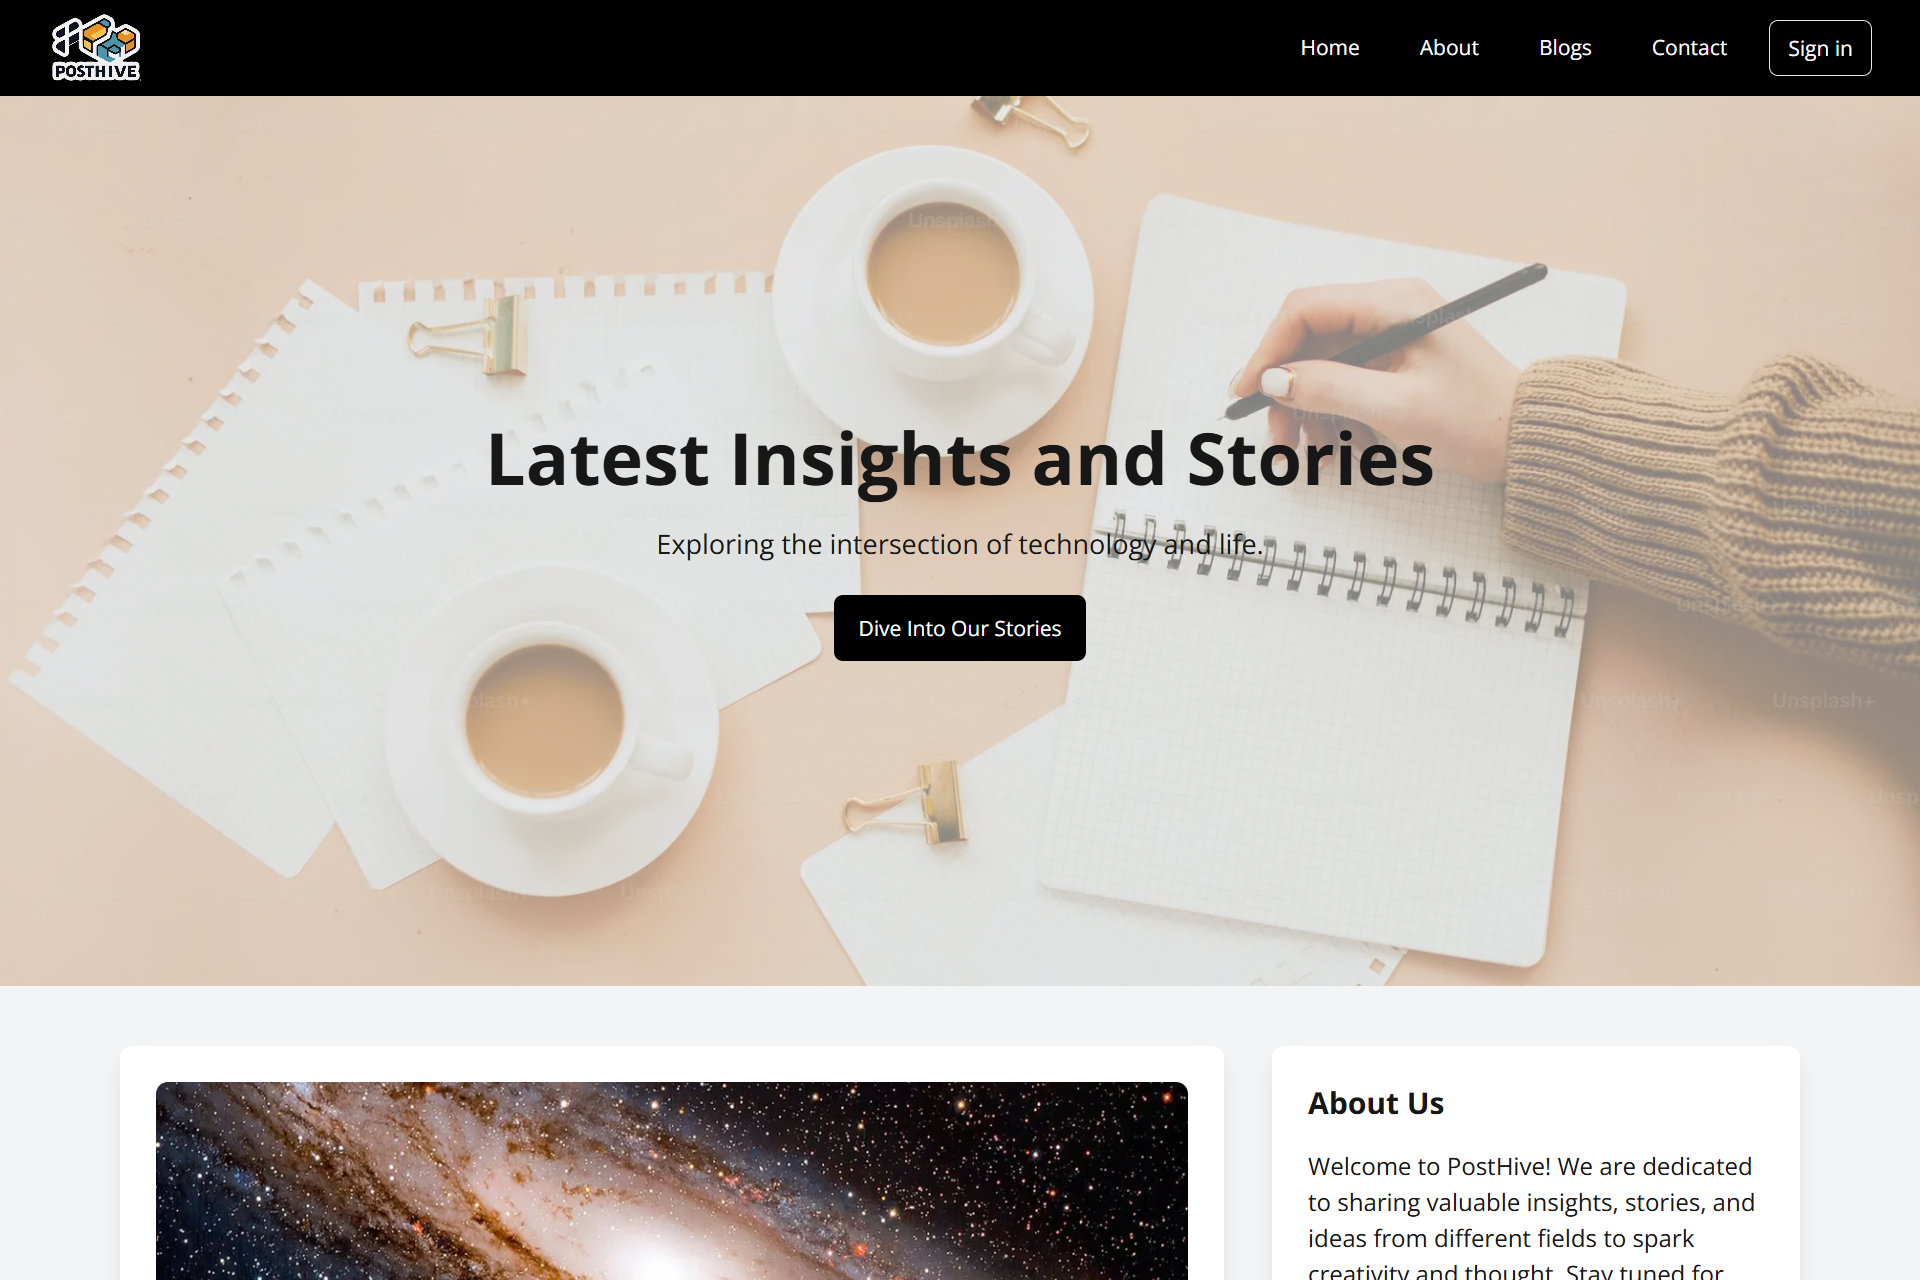 POSTHIVE
Home
About
Blogs
Contact
Sign in
Unsplash
Latest Insights and Stories
Exploring the intersection of technology and life.
Dive Into Our Stories
Unsplash+
Unsplash+
About Us
Welcome to PostHive! We are dedicated
to sharing valuable insights, stories, and
ideas from different fields to spark
creativity and thought. Stay tuned for